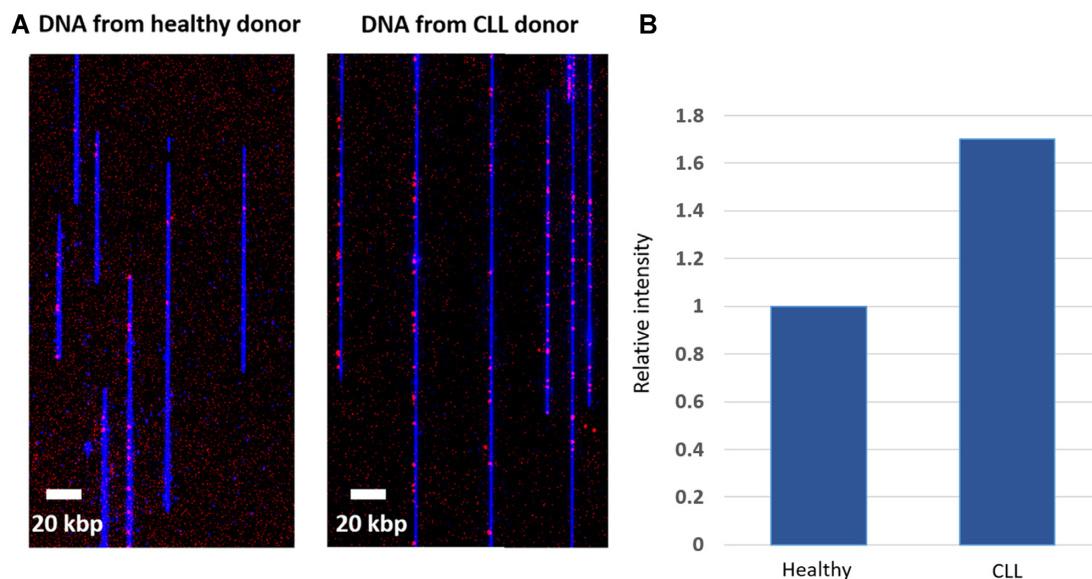 A
DNA from healthy donor
DNA from CLL donor
20 kbp
20 kbp
B
Relative intensity
1.8
1.6
1.4
1.2
1
0.8
0.6
0.4
0.2
0
Healthy
CLL